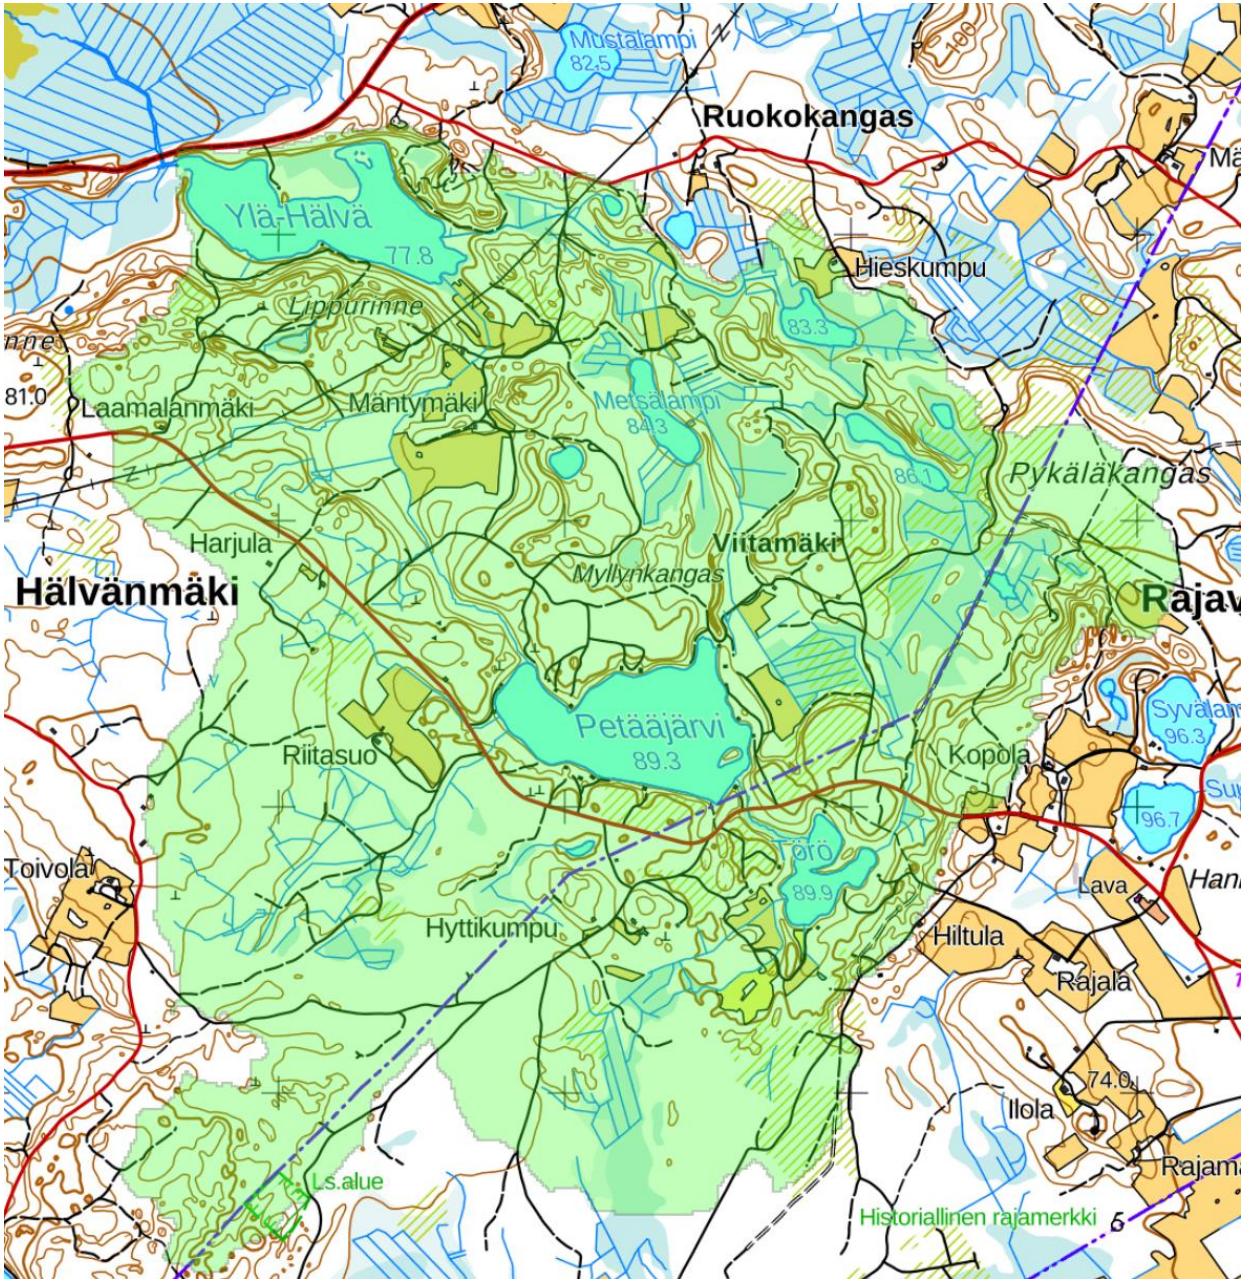 Mustalampi
82.5
100
Ruokokangas
Ylä-Hälvä
77.8
Hieskumpu
Lippurinne
83.3
81.0
Laamalanmäki
Mäntymäki
Metsälampi
84.3
86.1
Pykäläkangas
Harjula
Viitamäki
Myllynkangas
Hälvänmäki
Petääjärvi
89.3
96.3
Riitasuo
Kopola
96.7
Törö
89.9
Toivola
Lava
Hyttikumpu
Hiltula
Rajala
74.0
Ilola
Ls.alue
Historiallinen rajamerkki
5